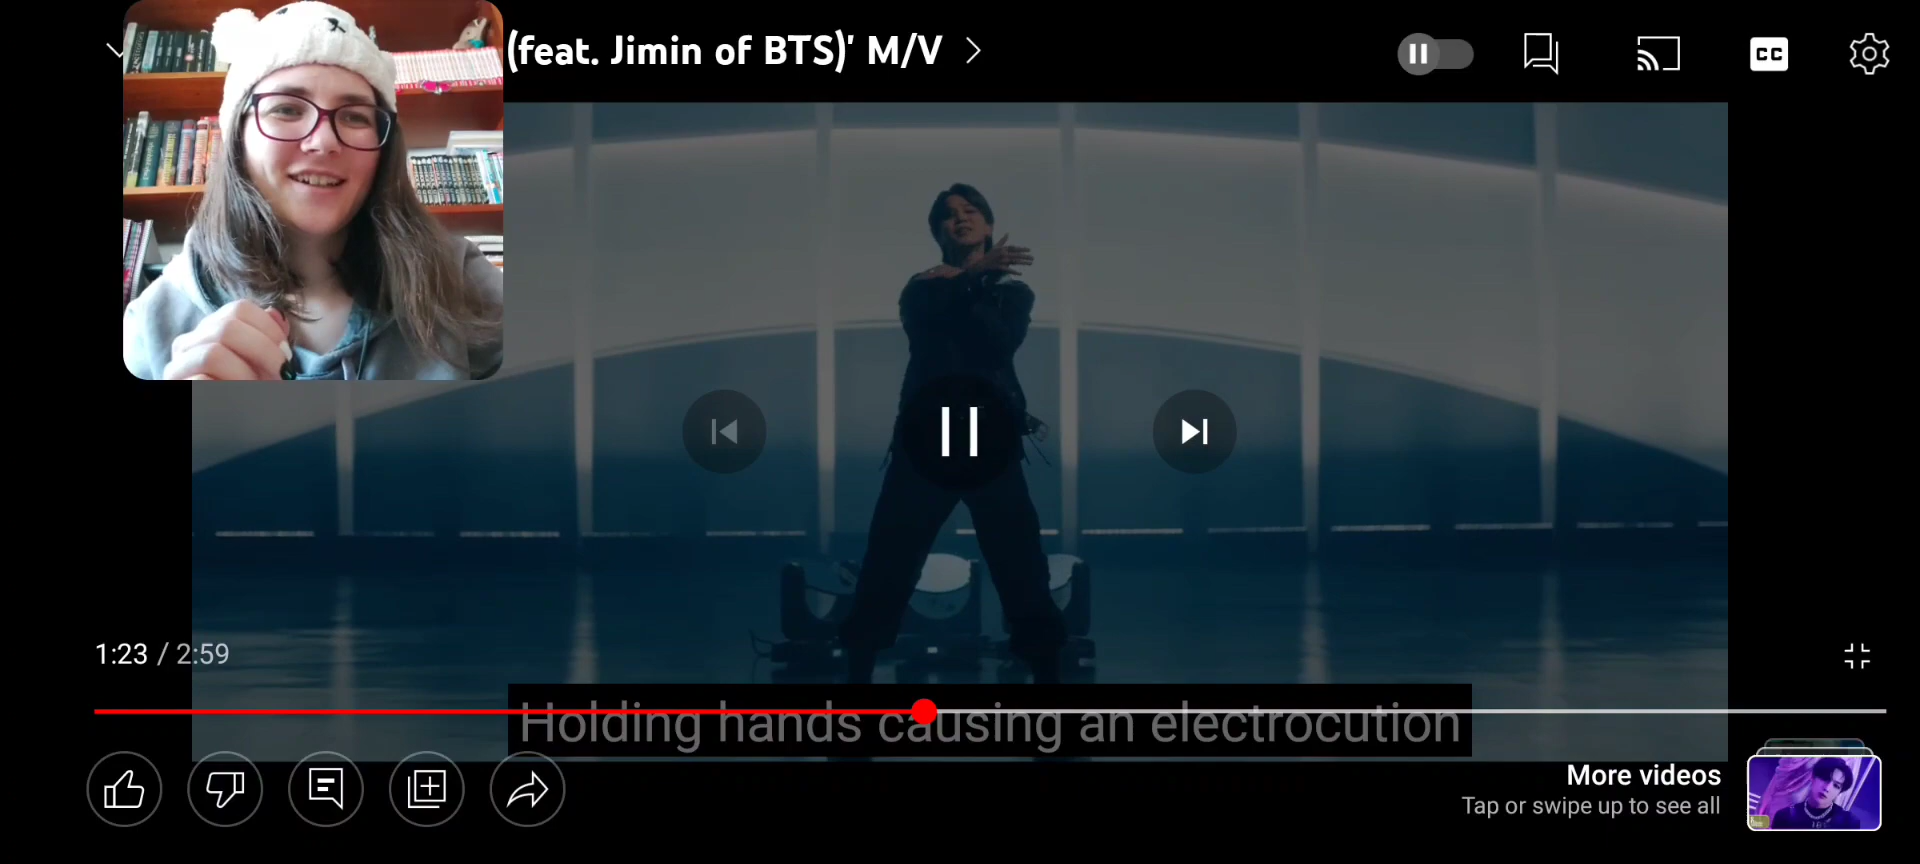 (feat. Jimin of BTS)' M/V
CC
1:23 / 2:59
Holding hands causing an electrocution
More videos
Tap or swipe up to see all